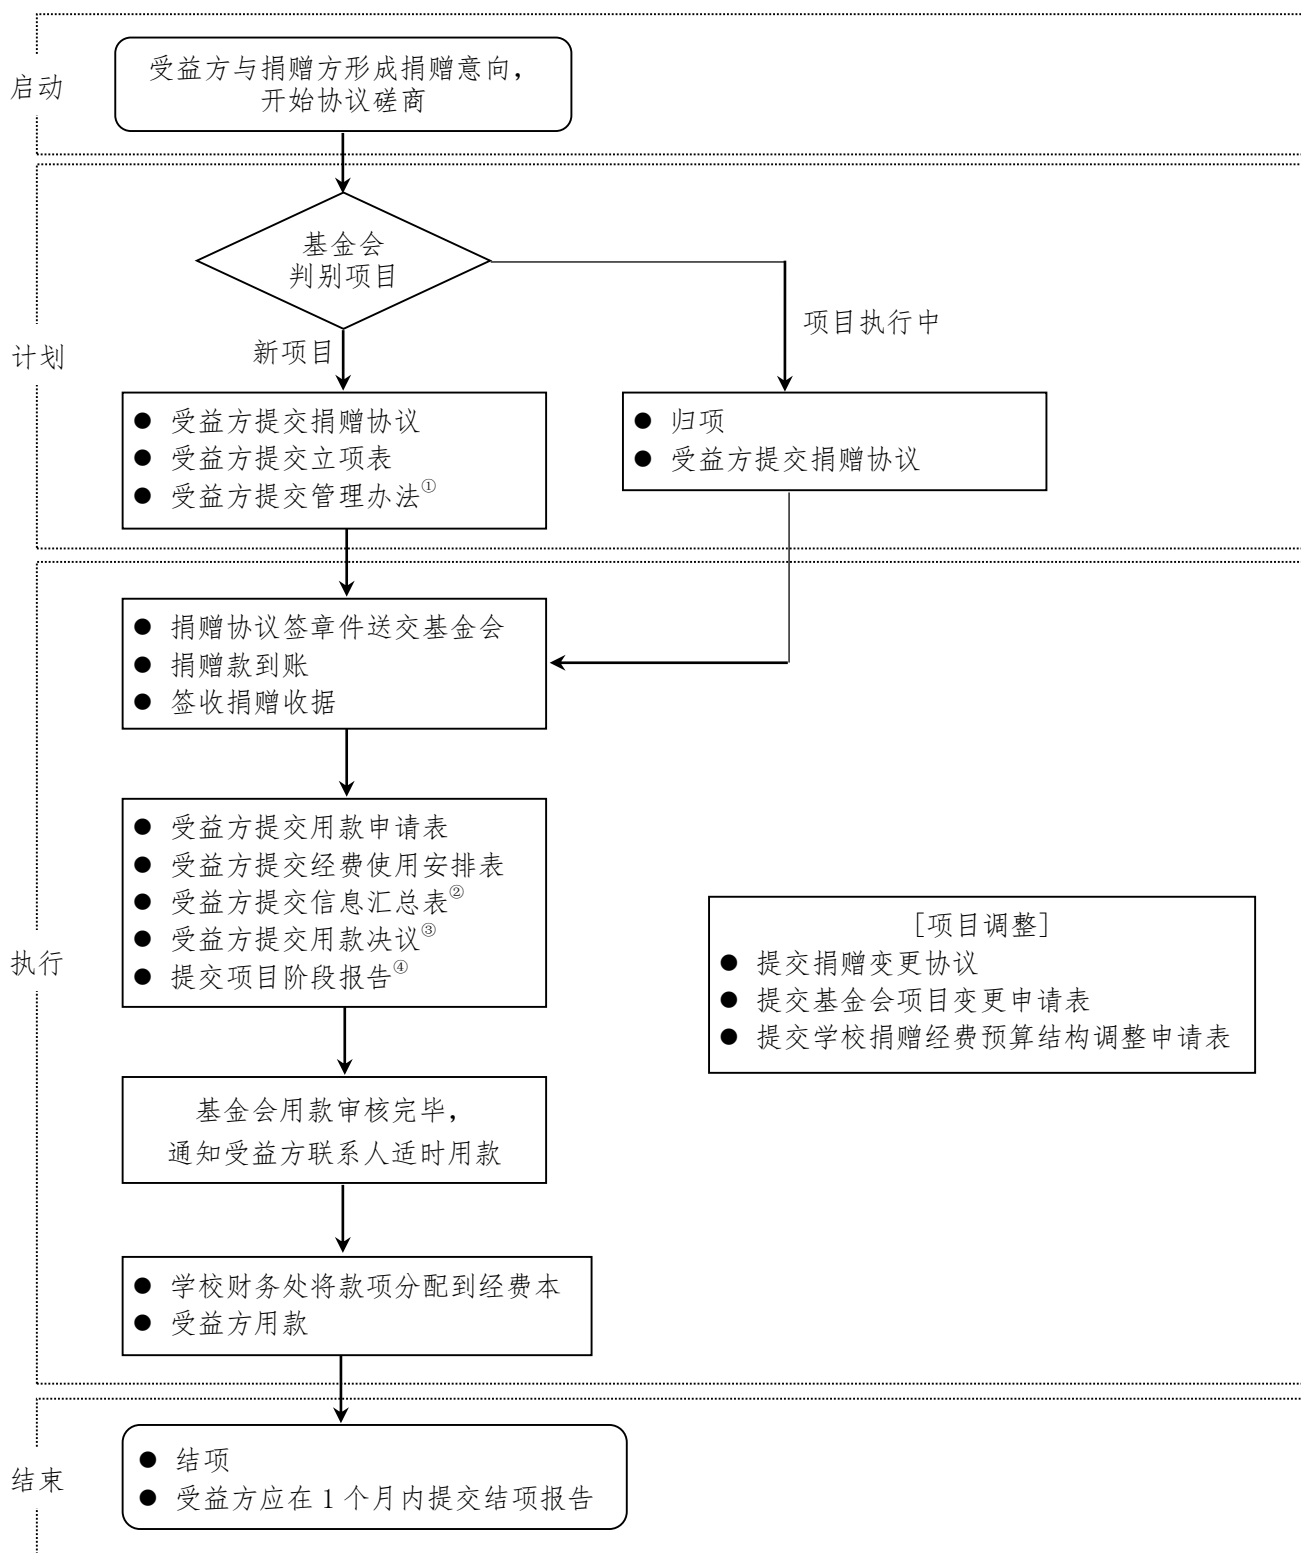 启动
受益方与捐赠方形成捐赠意向，
开始协议磋商
计划
基金会
判别项目
新项目
项目执行中
● 受益方提交捐赠协议
● 受益方提交立项表
● 受益方提交管理办法①
● 归项
● 受益方提交捐赠协议
执行
● 捐赠协议签章件送交基金会
● 捐赠款到账
● 签收捐赠收据
● 受益方提交用款申请表
● 受益方提交经费使用安排表
● 受益方提交信息汇总表②
● 受益方提交用款决议③
● 提交项目阶段报告④
[项目调整]
● 提交捐赠变更协议
● 提交基金会项目变更申请表
● 提交学校捐赠经费预算结构调整申请表
基金会用款审核完毕，
通知受益方联系人适时用款
● 学校财务处将款项分配到经费本
● 受益方用款
结束
● 结项
● 受益方应在 1 个月内提交结项报告